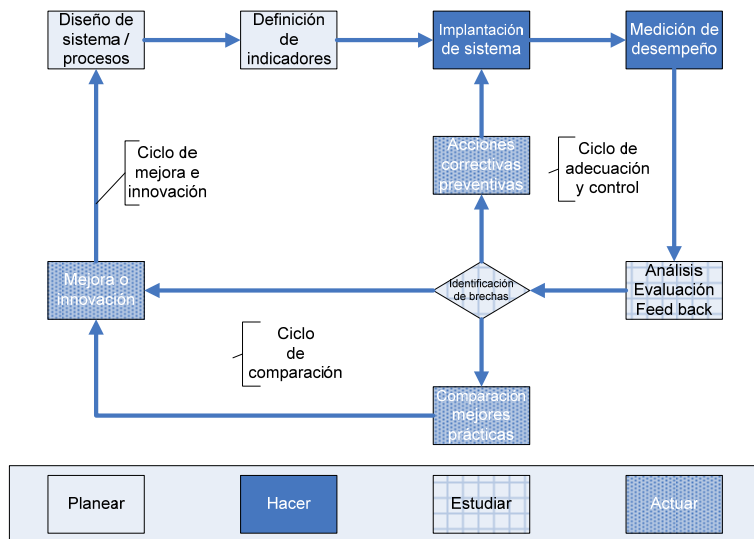 Diseño de
sistema /
procesos
Definición
de
indicadores
Implantación
de sistema
Medición de
desempeño
Ciclo de
mejora e
innovación
Acciones
correctivas
preventivas
Ciclo de
adecuación
y control
Mejora o
innovación
Identificación
de brechas
Análisis
Evaluación
Feed back
Ciclo
de
comparación
Comparación
mejores
prácticas
Planear
Hacer
Estudiar
Actuar